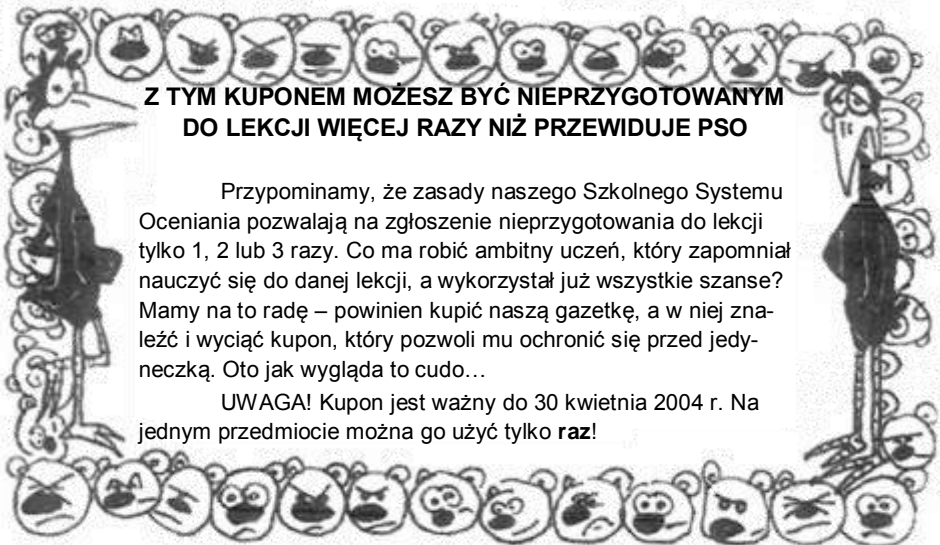 Z TYM KUPONEM MOŻESZ BYĆ NIEPRZYGOTOWANYM
DO LEKCJI WIĘCEJ RAZY NIŻ PRZEWIDUJE PSO
Przypominamy, że zasady naszego Szkolnego Systemu
Oceniania pozwalają na zgłoszenie nieprzygotowania do lekcji
tylko 1, 2 lub 3 razy. Co ma robić ambitny uczeń, który zapomniał
nauczyć się do danej lekcji, a wykorzystał już wszystkie szanse?
Mamy na to radę – powinien kupić naszą gazetkę, a w niej zna-
leźć i wyciąć kupon, który pozwoli mu ochronić się przed jedy-
neczką. Oto jak wygląda to cudo…
UWAGA! Kupon jest ważny do 30 kwietnia 2004 r. Na
jednym przedmiocie można go użyć tylko raz!